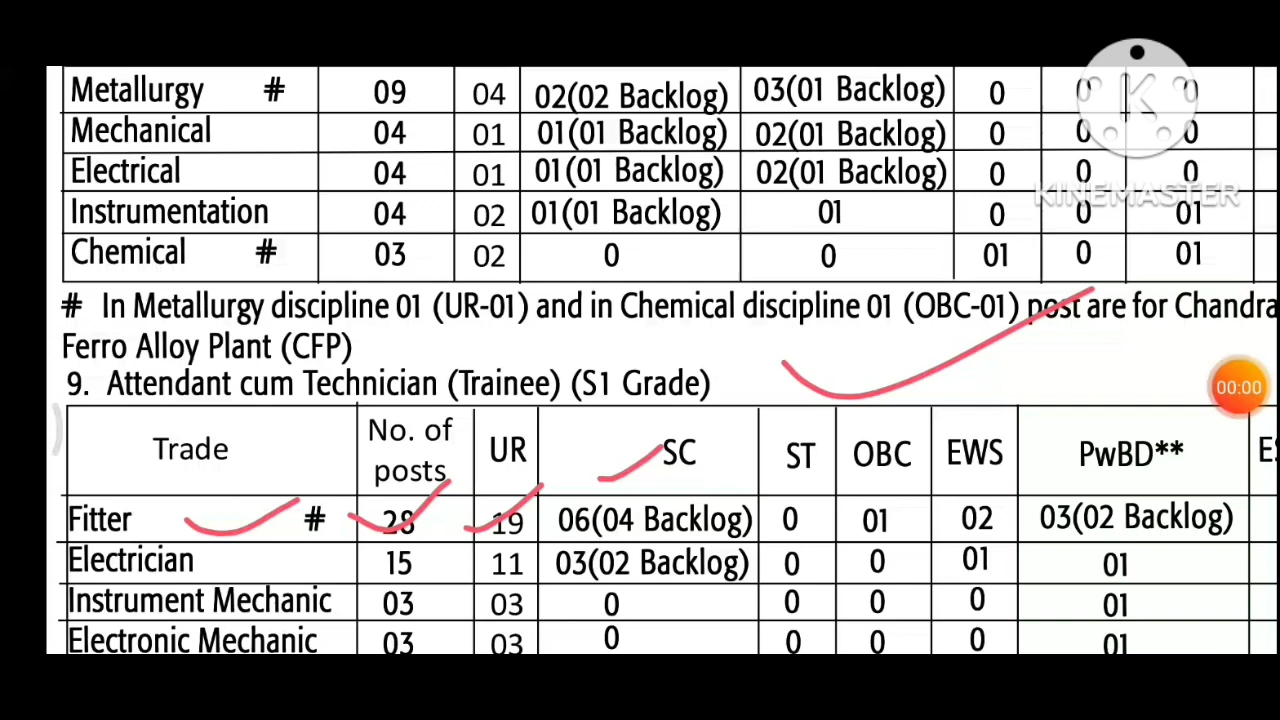 Metallurgy # 09 04 02(02 Backlog) 03(01 Backlog) 0 0 0
Mechanical 04 01 01(01 Backlog) 02(01 Backlog) 0 0 0
Electrical 04 01 01(01 Backlog) 02(01 Backlog) 0 0 0
KINEMASTER
Instrumentation 04 02 01(01 Backlog) 01 0 0 01
Chemical # 03 02 0 0 01 0 01
# In Metallurgy discipline 01 (UR-01) and in Chemical discipline 01 (OBC-01) post are for Chandra
Ferro Alloy Plant (CFP)
9. Attendant cum Technician (Trainee) (S1 Grade)
00:00
Trade No. of posts UR SC ST OBC EWS PwBD** ES
Fitter # 28 19 06(04 Backlog) 0 01 02 03(02 Backlog)
Electrician 15 11 03(02 Backlog) 0 0 01 01
Instrument Mechanic 03 03 0 0 0 0 01
Electronic Mechanic 03 03 0 0 0 0 01